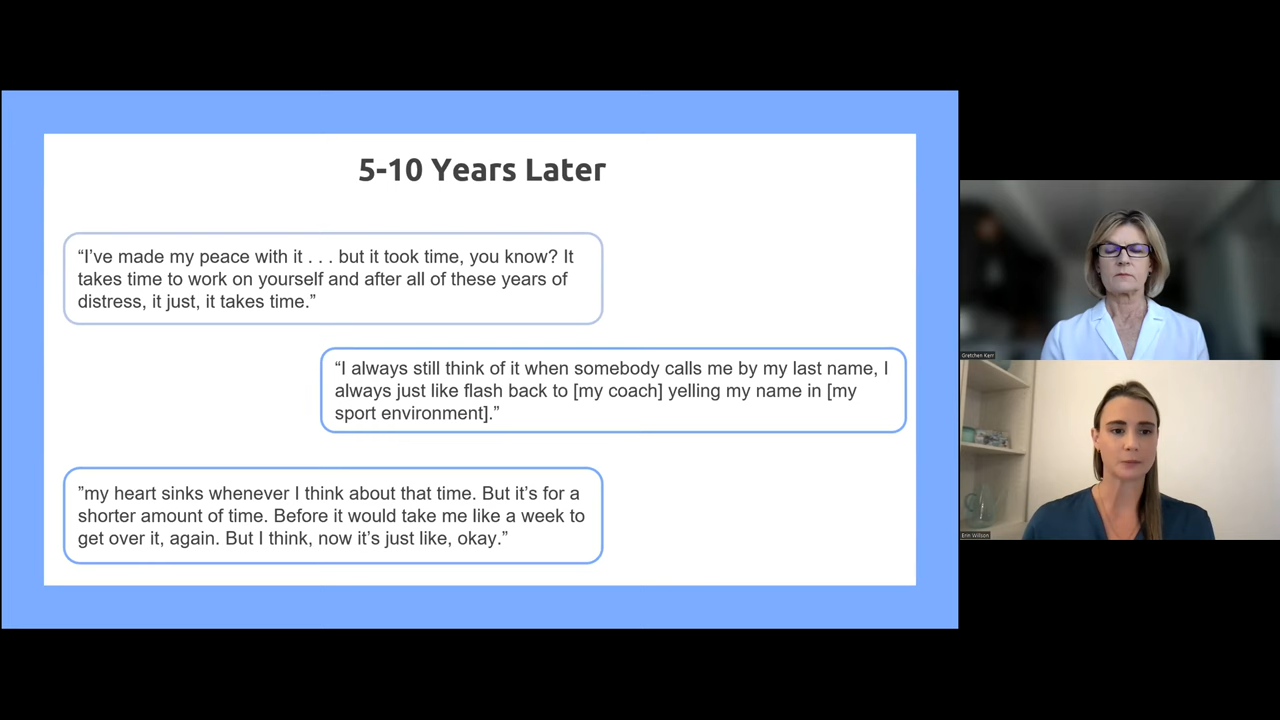 5-10 Years Later
“I’ve made my peace with it . . . but it took time, you know? It
takes time to work on yourself and after all of these years of
distress, it just, it takes time.”
“I always still think of it when somebody calls me by my last name, I
always just like flash back to [my coach] yelling my name in [my
sport environment].”
”my heart sinks whenever I think about that time. But it’s for a
shorter amount of time. Before it would take me like a week to
get over it, again. But I think, now it’s just like, okay.”
Gretchen Kerr
Erin Willson